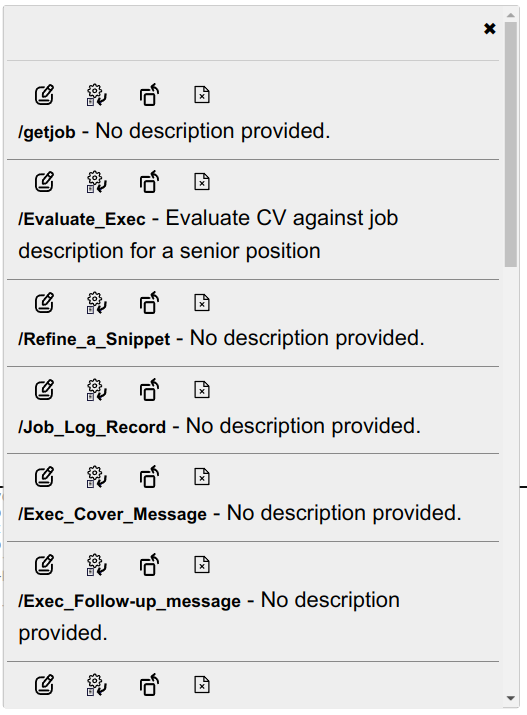 /getjob - No description provided.
/Evaluate_Exec - Evaluate CV against job
description for a senior position
/Refine_a_Snippet - No description provided.
/Job_Log_Record - No description provided.
/Exec_Cover_Message - No description provided.
/Exec_Follow-up_message - No description
provided.